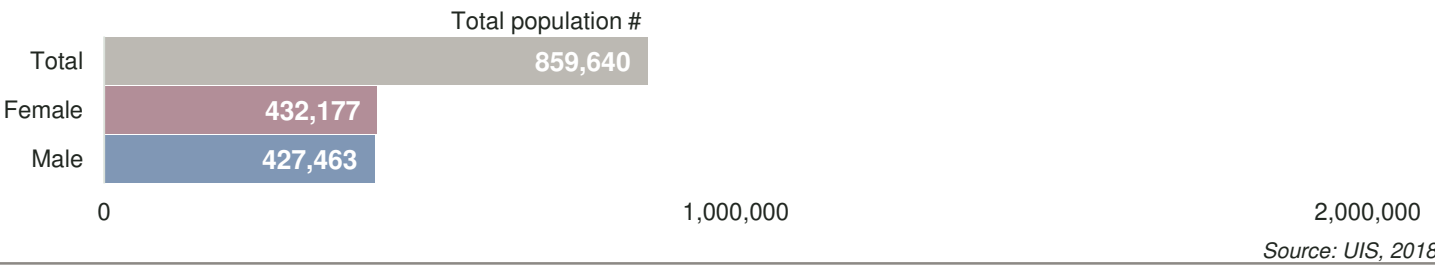 Total population #
Total 859,640
Female 432,177
Male 427,463
0 1,000,000 2,000,000
Source: UIS, 2018